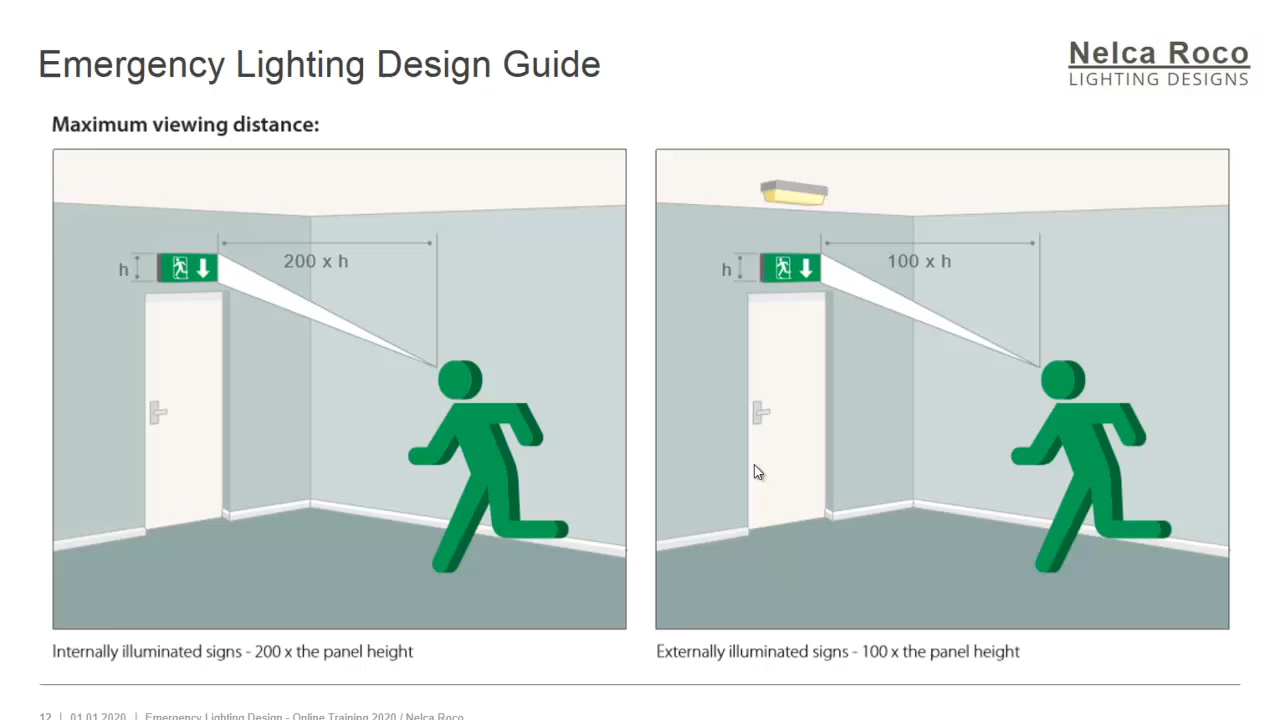 Emergency Lighting Design Guide
Nelca Roco
LIGHTING DESIGNS
Maximum viewing distance:
h
200 x h
h
100 x h
Internally illuminated signs - 200 x the panel height
Externally illuminated signs - 100 x the panel height
12 | 01.01.2020 | Emergency Lighting Design - Online Training 2020 / Nelca Roco